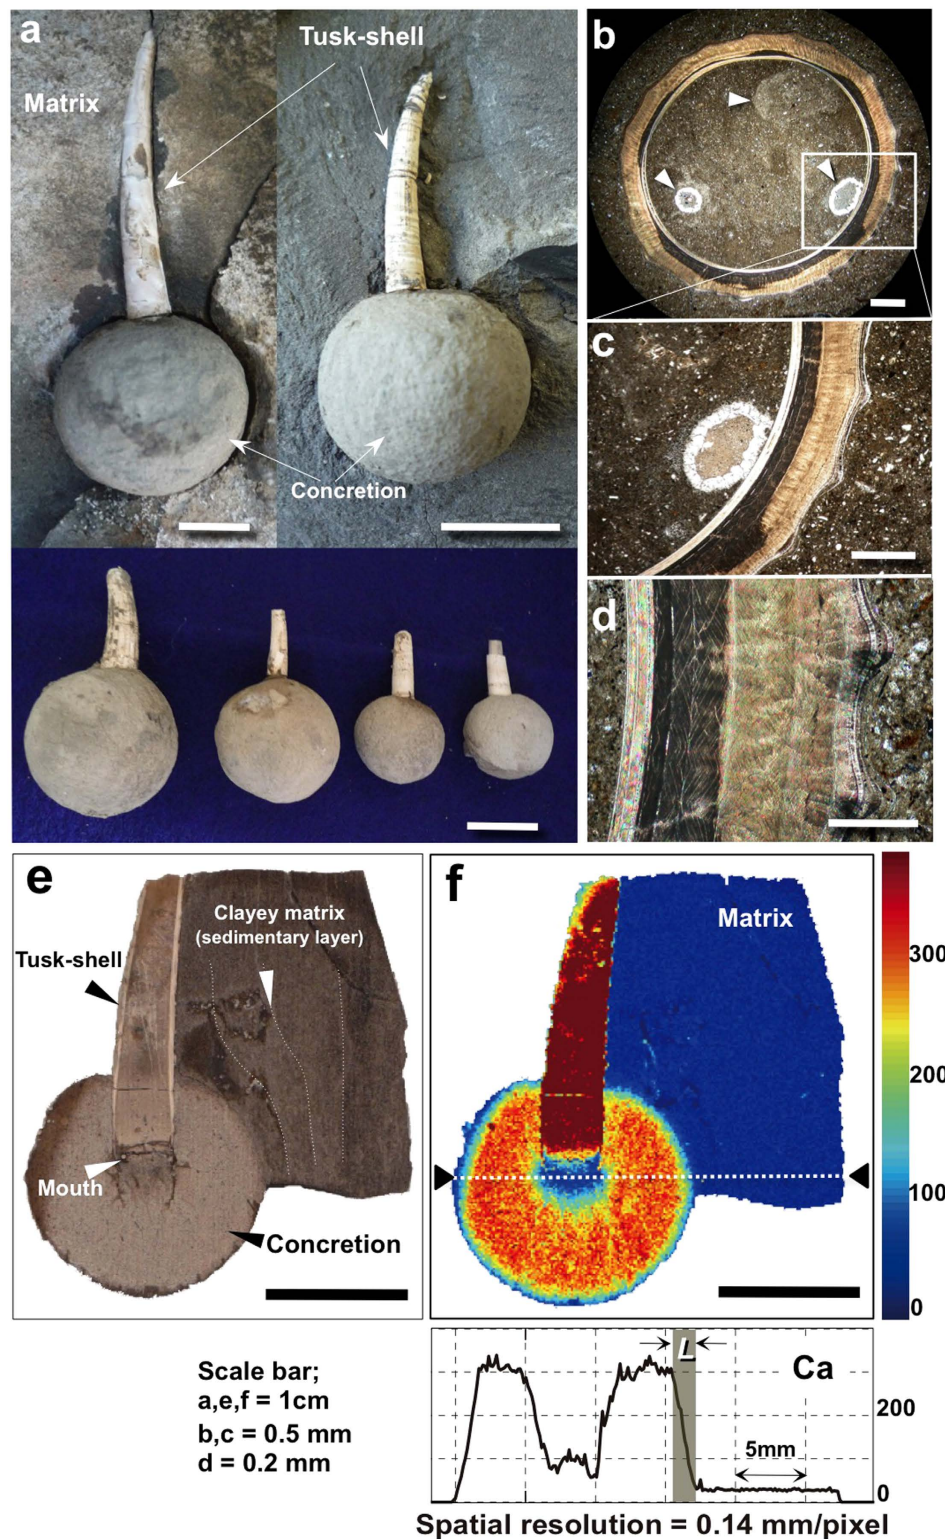 a
Tusk-shell
Matrix
Concretion
b
c
d
e
Clayey matrix
(sedimentary layer)
Tusk-shell
Mouth
Concretion
f
Matrix
300
200
100
0
Scale bar;
a,e,f = 1cm
b,c = 0.5 mm
d = 0.2 mm
L
Ca
200
5mm
0
Spatial resolution = 0.14 mm/pixel